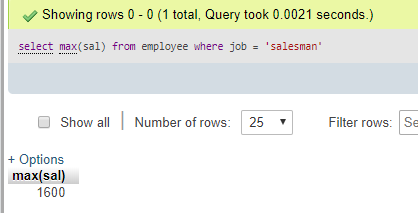 Showing rows 0 - 0 (1 total, Query took 0.0021 seconds.)
select max(sal) from employee where job = 'salesman'
Show all Number of rows: 25 Filter rows: Se
+ Options
max(sal)
1600